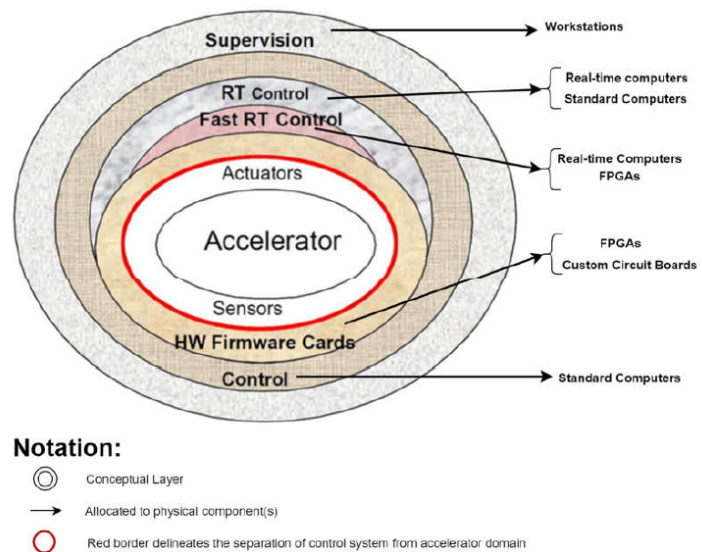 Supervision
Workstations
RT Control
Real-time computers
Standard Computers
Fast RT Control
Real-time Computers
FPGAs
Actuators
Accelerator
FPGAs
Custom Circuit Boards
Sensors
HW Firmware Cards
Control
Standard Computers
Notation:
Conceptual Layer
Allocated to physical component(s)
Red border delineates the separation of control system from accelerator domain